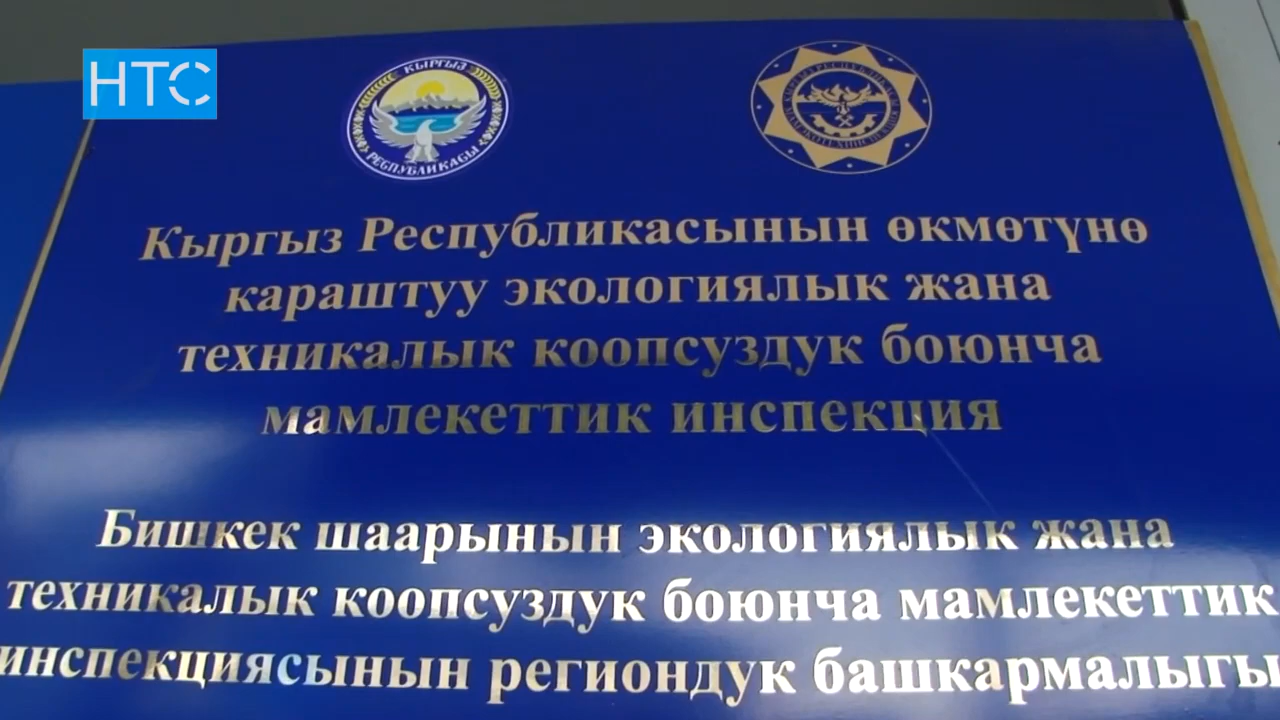 НТС
КЫРГЫЗ
РЕСПУБЛИКАСЫ
Кыргыз Республикасынын өкмөтүнө
караштуу экологиялык жана
техникалык коопсуздук боюнча
мамлекеттик инспекция
Бишкек шаарынын экологиялык жана
техникалык коопсуздук боюнча мамлекеттик
инспекциясынын региондук башкармалыгы